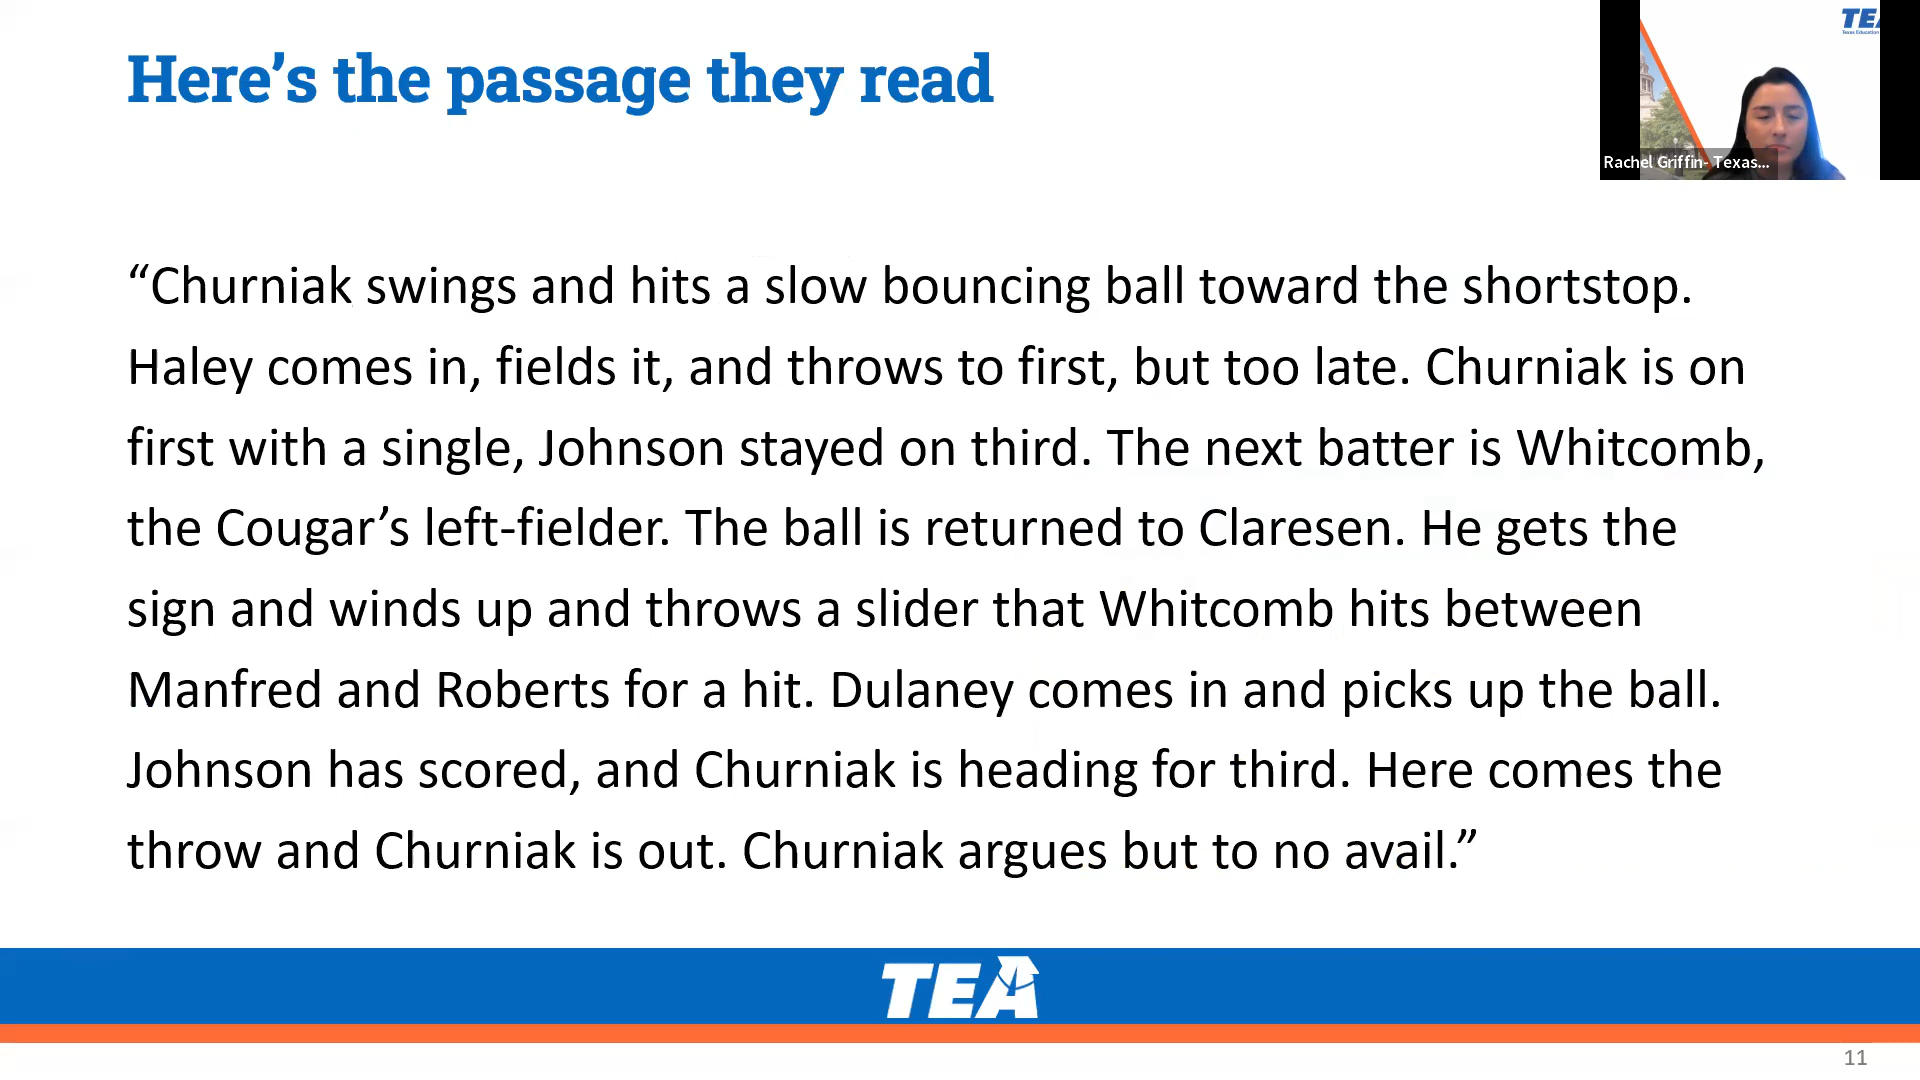 Here’s the passage they read
TE
Texas Education
Rachel Griffin- Texas...
“Churniak swings and hits a slow bouncing ball toward the shortstop.
Haley comes in, fields it, and throws to first, but too late. Churniak is on
first with a single, Johnson stayed on third. The next batter is Whitcomb,
the Cougar’s left-fielder. The ball is returned to Claresen. He gets the
sign and winds up and throws a slider that Whitcomb hits between
Manfred and Roberts for a hit. Dulaney comes in and picks up the ball.
Johnson has scored, and Churniak is heading for third. Here comes the
throw and Churniak is out. Churniak argues but to no avail.”
TEA
11